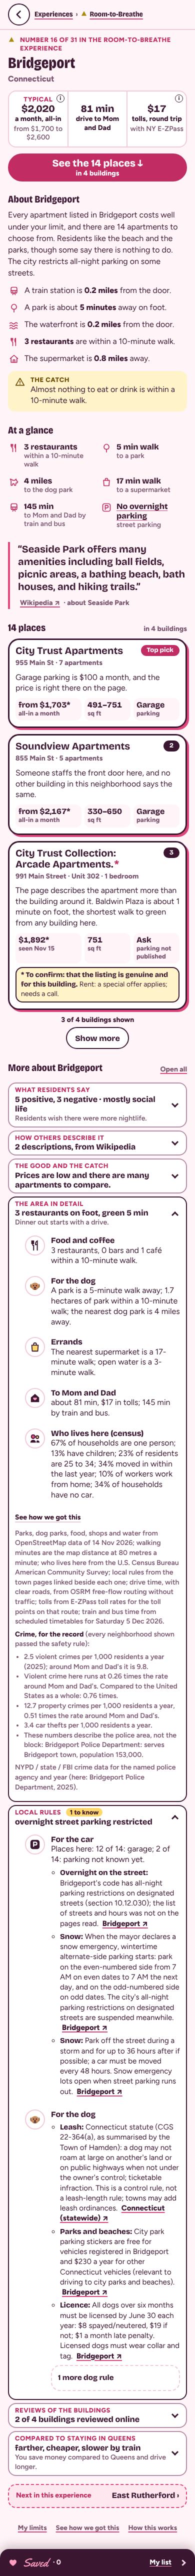 Experiences › ▲ Room-to-Breathe
▲ NUMBER 16 OF 31 IN THE ROOM-TO-BREATHE
EXPERIENCE
Bridgeport
Connecticut
TYPICAL
$2,020
a month, all-in
from $1,700 to
$2,600
81 min
drive to Mom
and Dad
$17
tolls, round trip
with NY E-ZPass
See the 14 places ↓
in 4 buildings
About Bridgeport
Every apartment listed in Bridgeport costs well
under your limit, and there are 14 apartments to
choose from. Residents like the beach and the
parks, though some say there is nothing to do.
The city restricts all-night parking on some
streets.
A train station is 0.2 miles from the door.
A park is about 5 minutes away on foot.
The waterfront is 0.2 miles from the door.
3 restaurants are within a 10-minute walk.
The supermarket is 0.8 miles away.
THE CATCH
Almost nothing to eat or drink is within a
10-minute walk.
At a glance
3 restaurants
within a 10-minute
walk
5 min walk
to a park
4 miles
to the dog park
17 min walk
to a supermarket
145 min
to Mom and Dad by
train and bus
No overnight
parking
street parking
“Seaside Park offers many
amenities including ball fields,
picnic areas, a bathing beach, bath
houses, and hiking trails.”
Wikipedia ↗ · about Seaside Park
14 places
in 4 buildings
City Trust Apartments
Top pick
955 Main St · 7 apartments
Garage parking is $100 a month, and the
price is right there on the page.
from $1,703*
all-in a month
491–751
sq ft
Garage
parking
Soundview Apartments
2
855 Main St · 5 apartments
Someone staffs the front door here, and no
other building in this neighborhood says the
same.
from $2,167*
all-in a month
330–650
sq ft
Garage
parking
City Trust Collection:
Arcade Apartments.*
3
991 Main Street · Unit 302 · 1 bedroom
The page describes the apartment more than
the building around it. Baldwin Plaza is about 1
minute on foot, the shortest walk to green
from any building here.
$1,892*
seen Nov 15
751
sq ft
Ask
parking not
published
* To confirm: that the listing is genuine and
for this building. Rent: a special offer applies;
needs a call.
3 of 4 buildings shown
Show more
More about Bridgeport
Open all
WHAT RESIDENTS SAY
5 positive, 3 negative · mostly social
life
Residents wish there were more nightlife.
HOW OTHERS DESCRIBE IT
2 descriptions, from Wikipedia
THE GOOD AND THE CATCH
Prices are low and there are many
apartments to compare.
THE AREA IN DETAIL
3 restaurants on foot, green 5 min
Dinner out starts with a drive.
Food and coffee
3 restaurants, 0 bars and 1 café
within a 10-minute walk.
For the dog
A park is a 5-minute walk away; 1.7
hectares of park within a 10-minute
walk; the nearest dog park is 4 miles
away.
Errands
The nearest supermarket is a 17-
minute walk; open water is a 3-
minute walk.
To Mom and Dad
about 81 min, $17 in tolls; 145 min
by train and bus.
Who lives here (census)
67% of households are one person;
13% have children; 23% of residents
are 25 to 34; 34% moved in within
the last year; 10% of workers work
from home; 34% of households
have no car.
See how we got this
Parks, dog parks, food, shops and water from
OpenStreetMap data of 14 Nov 2026; walking
minutes are the map distance at 80 metres a
minute; who lives here from the U.S. Census Bureau
American Community Survey; local rules from the
town pages linked beside each one; drive time, with
clear roads, from OSRM free-flow routing without
traffic; tolls from E-ZPass toll rates for the toll
points on that route; train and bus time from
scheduled timetables for Saturday 5 December.
Crime, for the record (every neighborhood shown
passed the safety rule):
• 2.5 violent crimes per 1,000 residents a year
(2025); around Mom and Dad's it is 9.8.
• Violent crime here runs at 0.26 times the rate
around Mom and Dad's. Compared to the United
States as a whole: 0.76 times.
• 12.7 property crimes per 1,000 residents a year,
0.51 times the rate around Mom and Dad's.
• 3.4 car thefts per 1,000 residents a year.
• These numbers describe the police area, not the
block: Bridgeport Police Department: serves
Bridgeport town, population 153,000.
NYPD / state / FBI crime data for the named police
agency and year (here: Bridgeport Police
Department, 2025).
LOCAL RULES 1 to know
overnight street parking restricted
For the car
Places here: 12 of 14: garage; 2 of
14: parking not known yet.
Overnight on the street:
Bridgeport's code has all-night
parking restrictions on designated
streets (section 10.12.030); the list
of streets and hours was not on the
pages read. Bridgeport ↗
Snow: When the mayor declares a
snow emergency, wintertime
alternate-side parking starts: park
on the even-numbered side from 7
AM on even dates to 7 AM the next
day, and on the odd-numbered side
on odd dates. The city's all-night
parking restrictions on designated
streets are suspended meanwhile.
Bridgeport ↗
Snow: Park off the street during a
storm and for up to 36 hours after if
possible; a car must be moved
every 48 hours. Snow emergency
lots open when street parking runs
out. Bridgeport ↗
For the dog
Leash: Connecticut statute (CGS
22-364(a), as summarised by the
Town of Hamden): a dog may not
roam at large on another's land or
on public highways when not under
the owner's control; ticketable
infraction. This is a control rule, not
a leash-length rule; towns may add
leash ordinances. Connecticut
(statewide) ↗
Parks and beaches: City park
parking stickers are free for
vehicles registered in Bridgeport
and $230 a year for other
Connecticut vehicles (relevant to
driving to city parks and beaches).
Bridgeport ↗
Licence: All dogs over six months
must be licensed by June 30 each
year: $8 spayed/neutered, $19 if
not; $1 a month late penalty.
Licensed dogs must wear collar and
tag. Bridgeport ↗
1 more dog rule
REVIEWS OF THE BUILDINGS
2 of 4 buildings reviewed online
COMPARED TO STAYING IN QUEENS
farther, cheaper, slower by train
You save money compared to Queens and drive
longer.
Next in this experience
East Rutherford ›
My limits
See how we got this
How this works
Saved · 0
My list ›